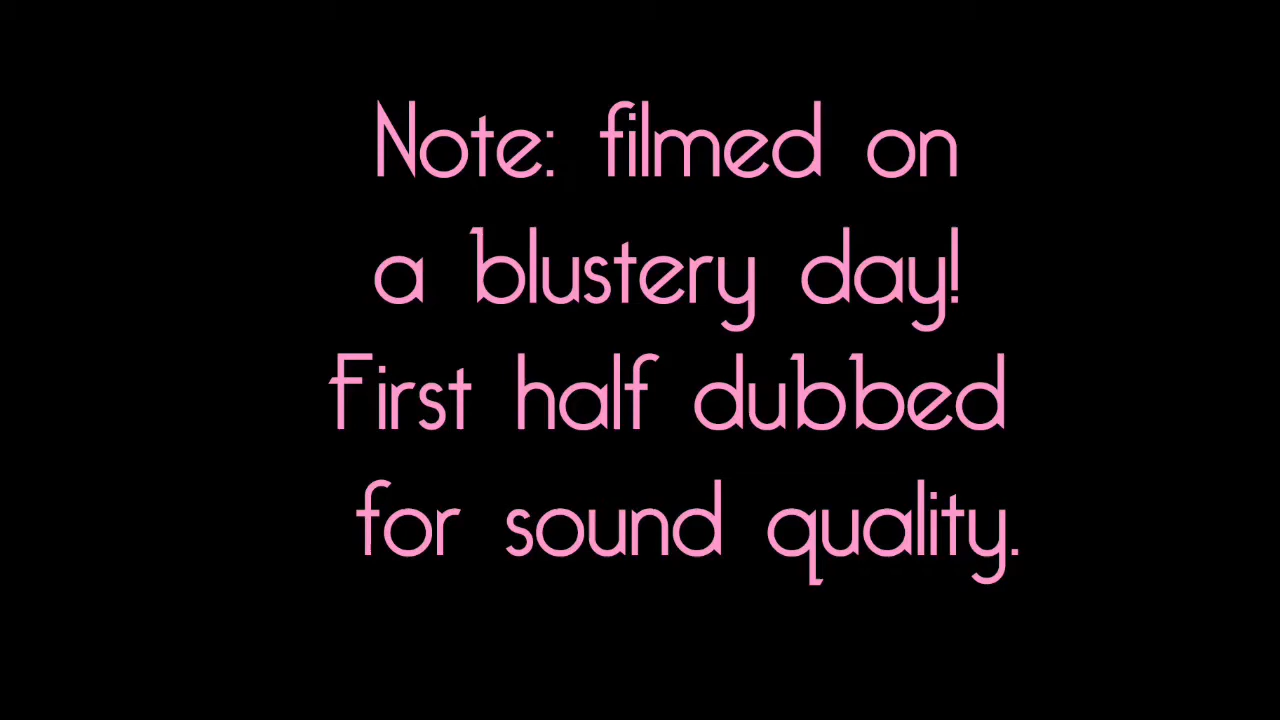 Note: filmed on
a blustery day!
First half dubbed
for sound quality.